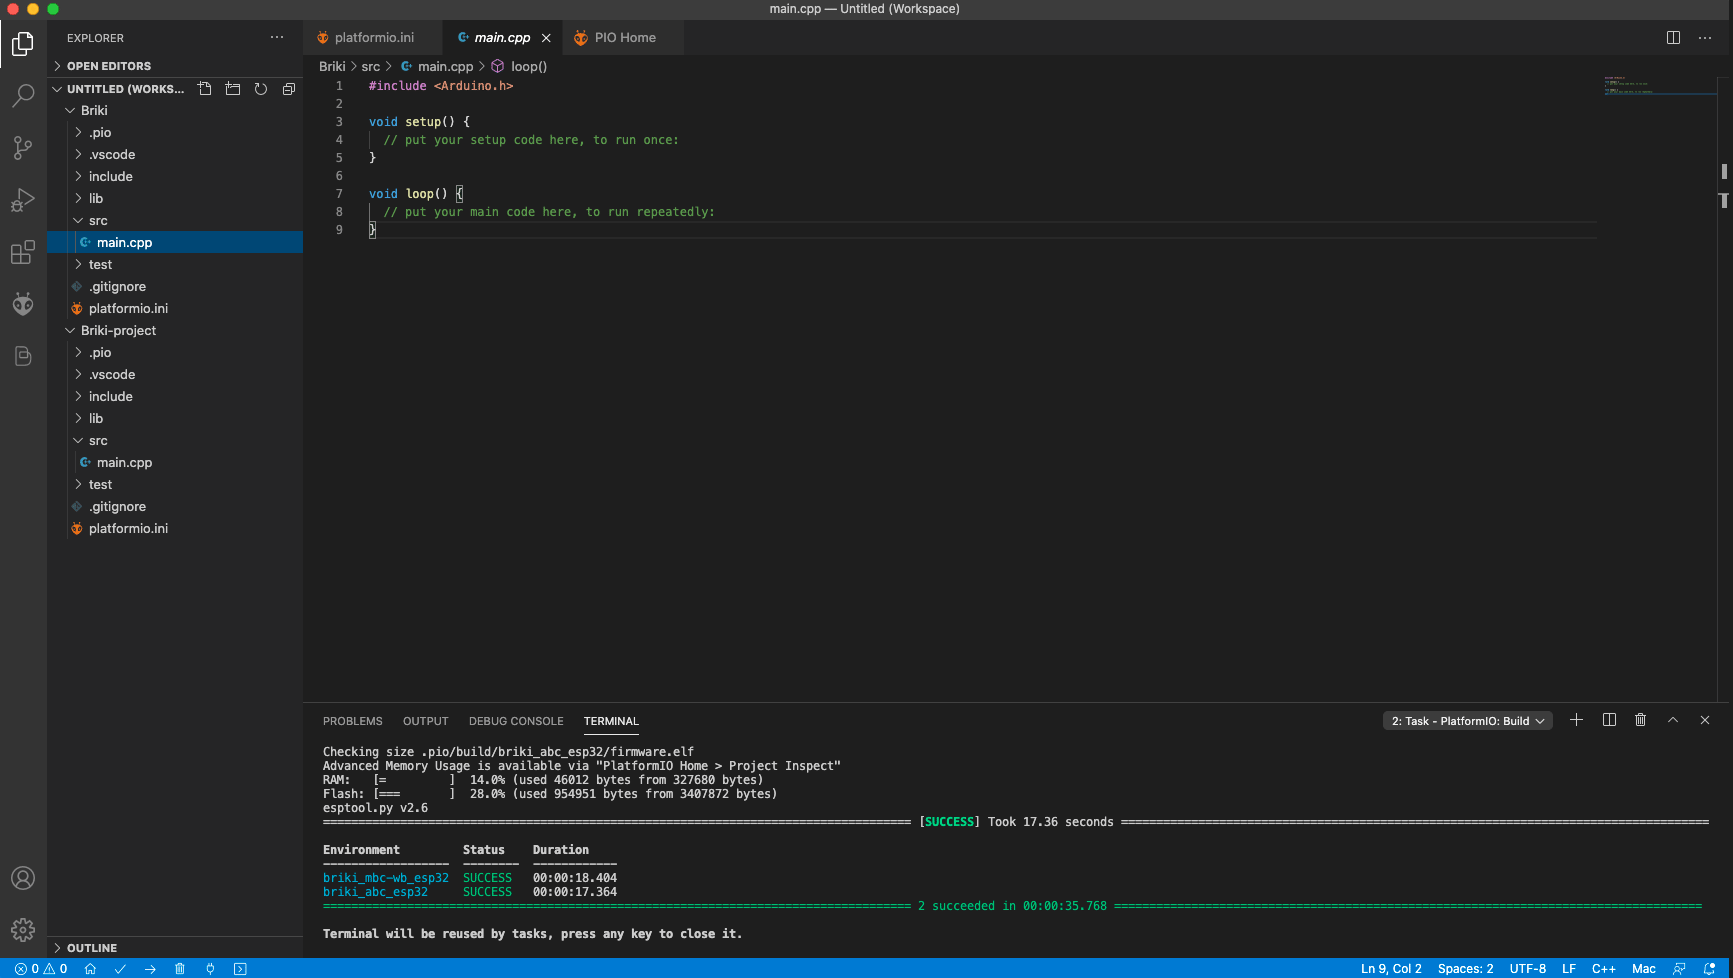 main.cpp — Untitled (Workspace)
EXPLORER
OPEN EDITORS
UNTITLED (WORKS...
Briki
.pio
.vscode
include
lib
src
main.cpp
test
.gitignore
platformio.ini
Briki-project
.pio
.vscode
include
lib
src
main.cpp
test
.gitignore
platformio.ini
OUTLINE
platformio.ini
main.cpp
PIO Home
Briki > src > main.cpp > loop()
1 #include <Arduino.h>
2
3 void setup() {
4 // put your setup code here, to run once:
5 }
6
7 void loop() {
8 // put your main code here, to run repeatedly:
9 }
PROBLEMS OUTPUT DEBUG CONSOLE TERMINAL
2: Task - PlatformIO: Build
Checking size .pio/build/briki_abc_esp32/firmware.elf
Advanced Memory Usage is available via "PlatformIO Home > Project Inspect"
RAM: [= ] 14.0% (used 46012 bytes from 327680 bytes)
Flash: [=== ] 28.0% (used 954951 bytes from 3407872 bytes)
esptool.py v2.6
[SUCCESS] Took 17.36 seconds
Environment Status Duration
briki_mbc-wb_esp32 SUCCESS 00:00:18.404
briki_abc_esp32 SUCCESS 00:00:17.364
2 succeeded in 00:00:35.768
Terminal will be reused by tasks, press any key to close it.
0 0
Ln 9, Col 2 Spaces: 2 UTF-8 LF C++ Mac